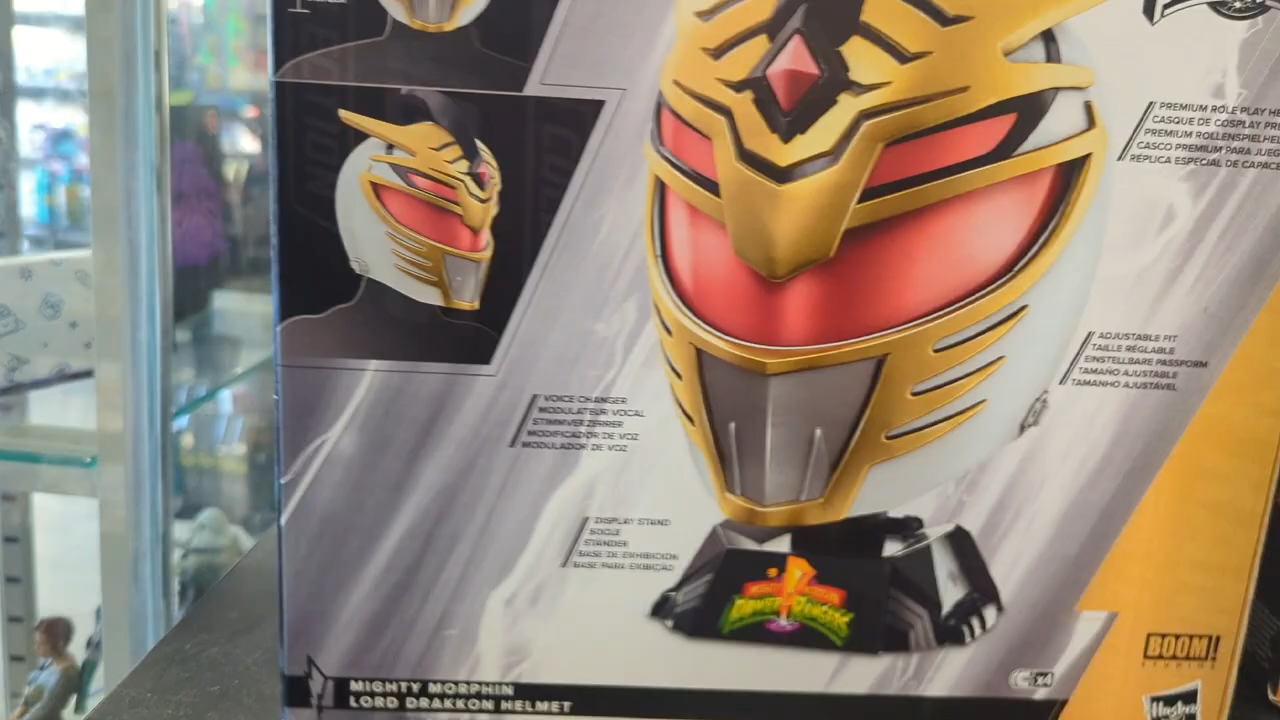 PREMIUM ROLE PLAY HE
CASQUE DE COSPLAY PR
PREMIUM ROLLENSPIELHEL
CASCO PREMIUM PARA JUEG
RÉPLICA ESPECIAL DE CAPACE
ADJUSTABLE FIT
TAILLE RÉGLABLE
EINSTELLBARE PASSFORM
TAMAÑO AJUSTABLE
TAMANHO AJUSTÁVEL
VOICE CHANGER
MODULATEUR VOCAL
STIMMVERZERRER
MODIFICADOR DE VOZ
MODULADOR DE VOZ
DISPLAY STAND
SOCLE
STÄNDER
BASE DE EXHIBICIÓN
BASE PARA EXIBIÇÃO
MIGHTY MORPHIN
POWER RANGERS
x4
BOOM!
STUDIOS
Hasbro
MIGHTY MORPHIN
LORD DRAKKON HELMET